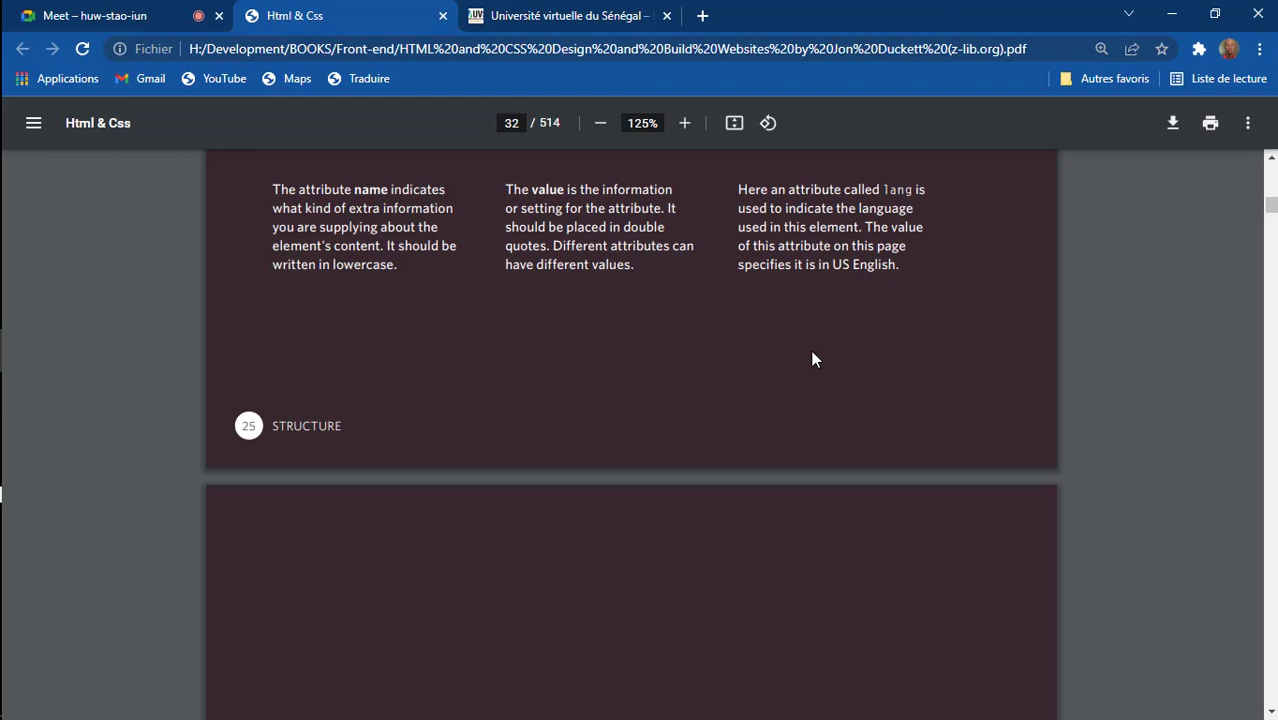 Meet – huw-stao-iun
Html & Css
Université virtuelle du Sénégal –
Fichier
H:/Development/BOOKS/Front-end/HTML%20and%20CSS%20Design%20and%20Build%20Websites%20by%20Jon%20Duckett%20(z-lib.org).pdf
Applications
Gmail
YouTube
Maps
Traduire
Autres favoris
Liste de lecture
Html & Css
32 / 514
125%
The attribute name indicates
what kind of extra information
you are supplying about the
element's content. It should be
written in lowercase.
The value is the information
or setting for the attribute. It
should be placed in double
quotes. Different attributes can
have different values.
Here an attribute called lang is
used to indicate the language
used in this element. The value
of this attribute on this page
specifies it is in US English.
25 STRUCTURE